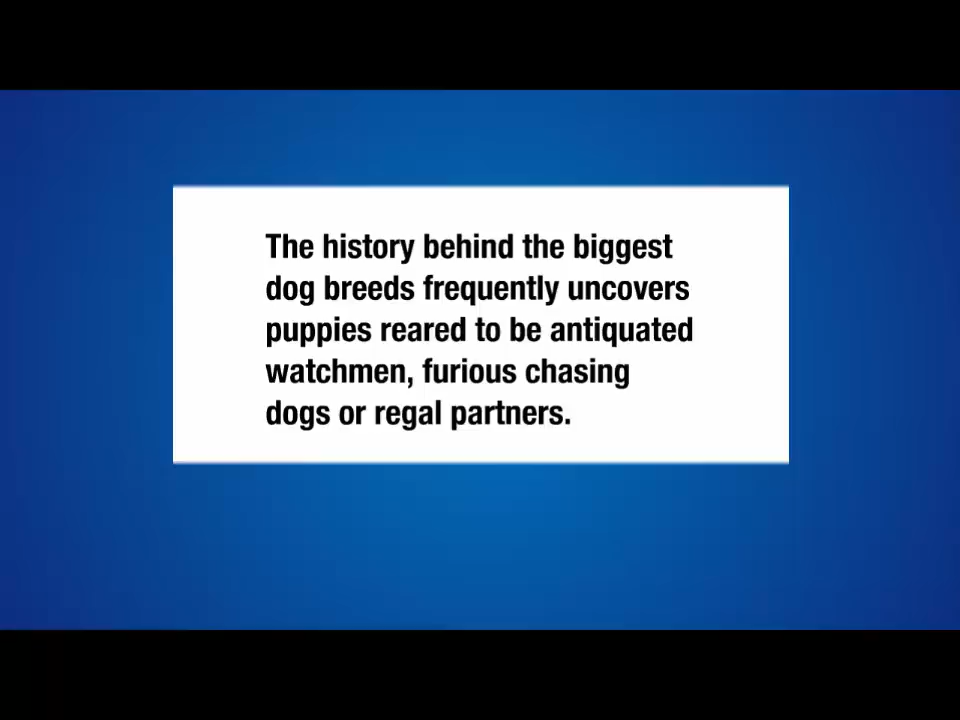 The history behind the biggest
dog breeds frequently uncovers
puppies reared to be antiquated
watchmen, furious chasing
dogs or regal partners.